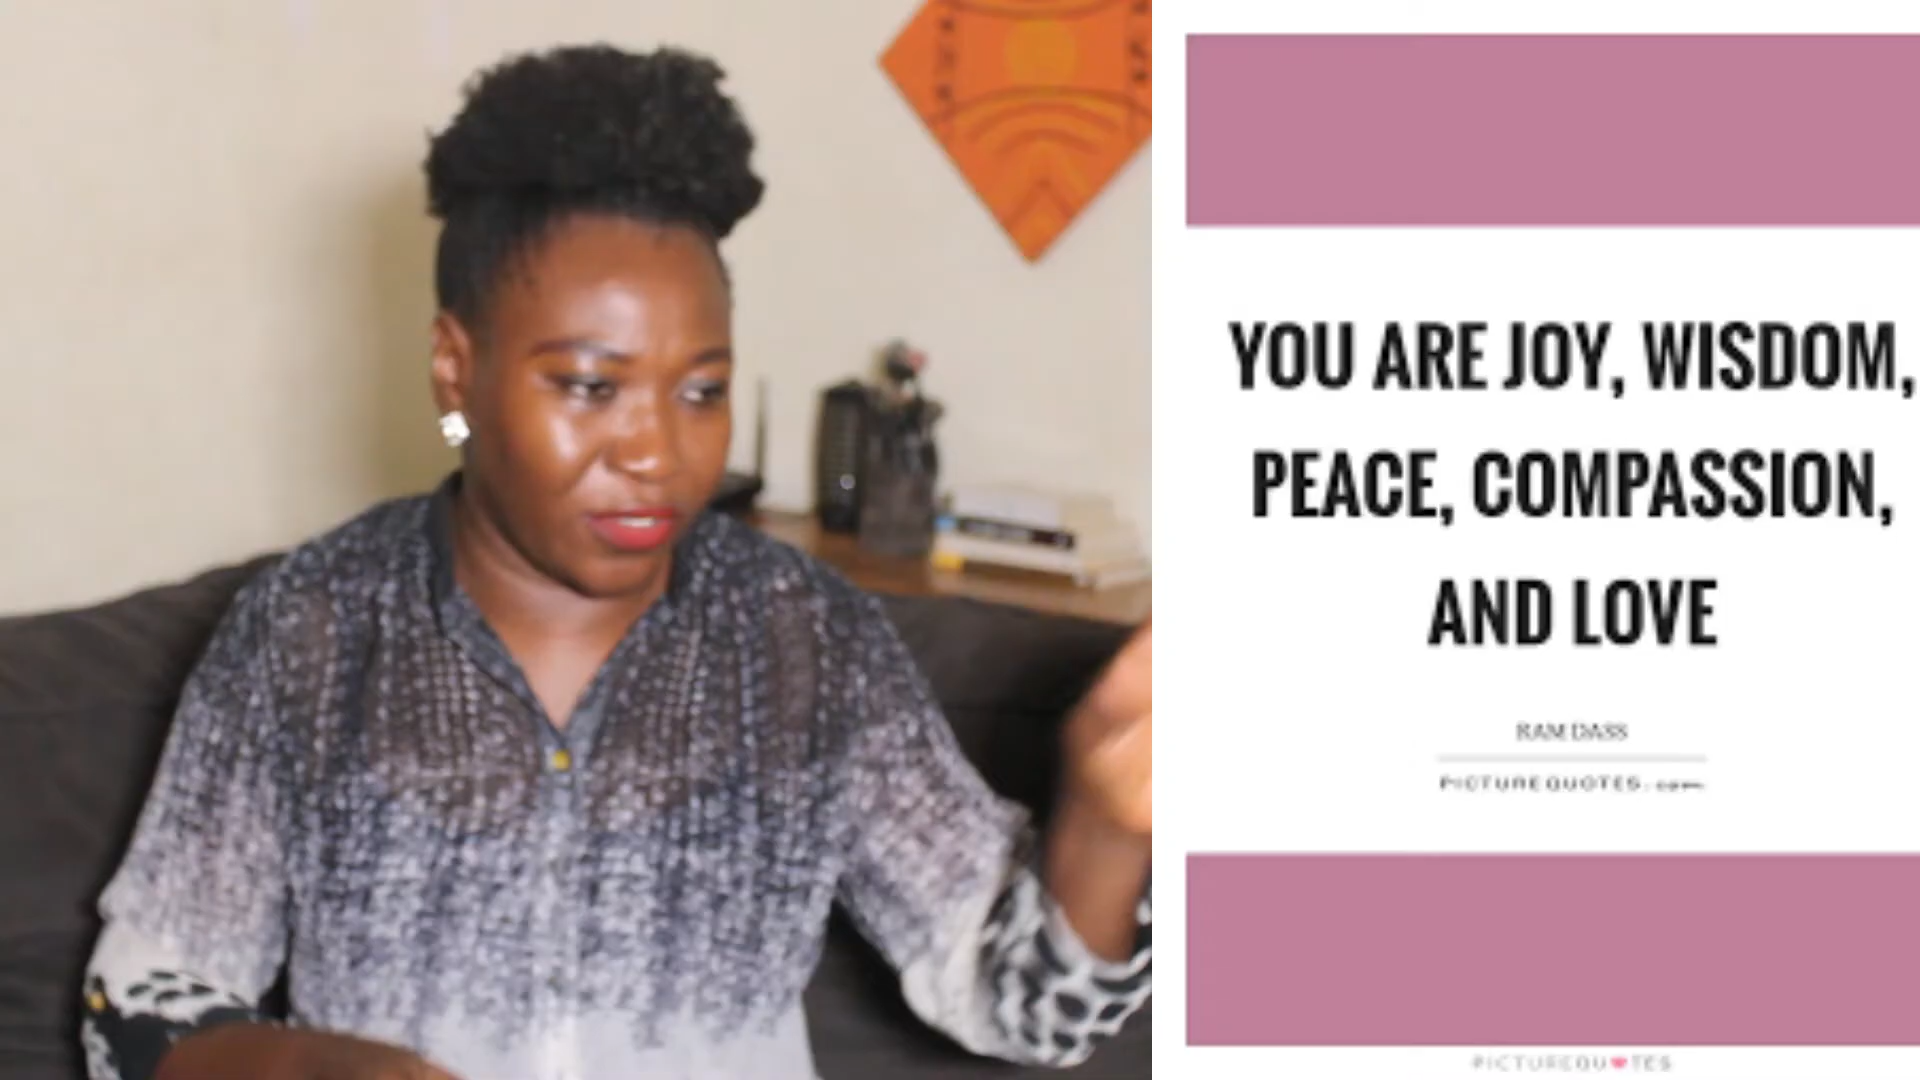 YOU ARE JOY, WISDOM,
PEACE, COMPASSION,
AND LOVE
RAM DASS
PICTUREQUOTES.com
PICTUREQUOTES